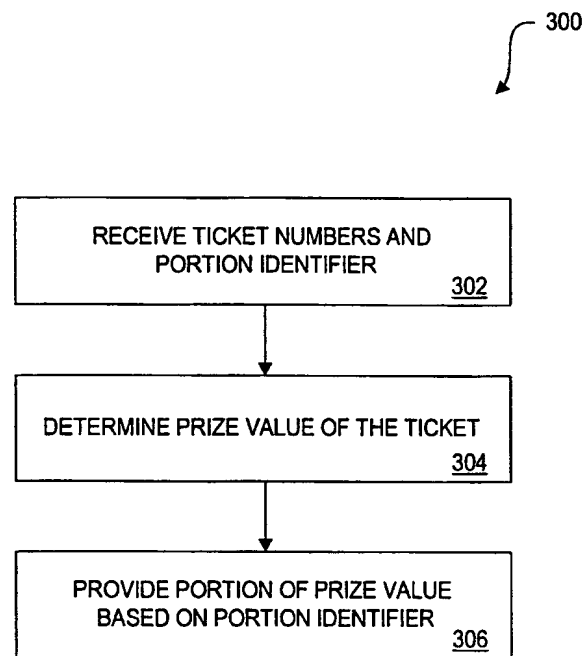 300
RECEIVE TICKET NUMBERS AND
PORTION IDENTIFIER
302
DETERMINE PRIZE VALUE OF THE TICKET
304
PROVIDE PORTION OF PRIZE VALUE
BASED ON PORTION IDENTIFIER
306